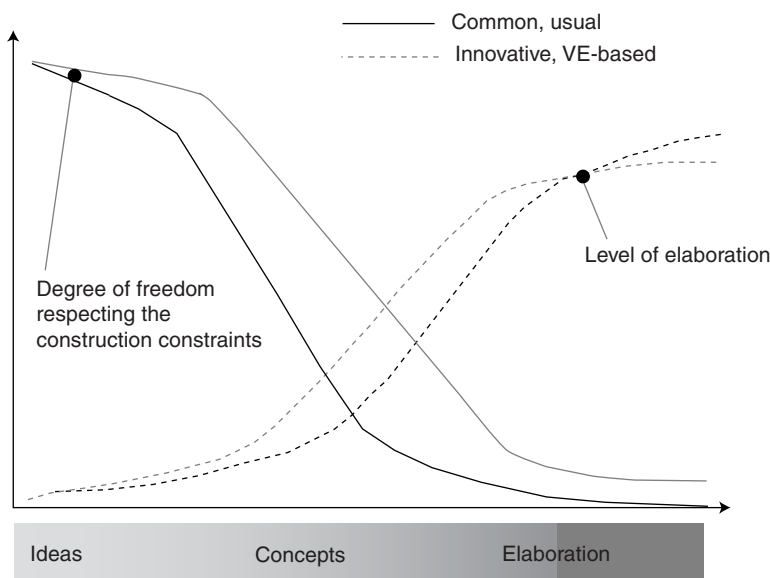 Common, usual
Innovative, VE-based
Degree of freedom
respecting the
construction constraints
Level of elaboration
Ideas
Concepts
Elaboration